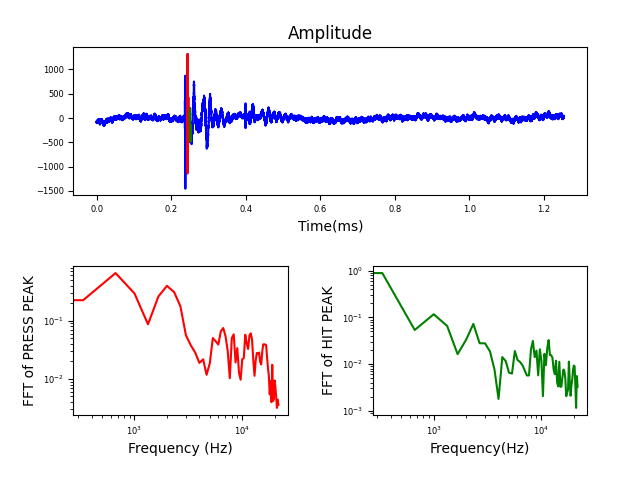 Amplitude
1000
500
0
−500
−1000
−1500
0.0 0.2 0.4 0.6 0.8 1.0 1.2
Time(ms)
FFT of PRESS PEAK
10⁻¹
10⁻²
10³ 10⁴
Frequency (Hz)
FFT of HIT PEAK
10⁰
10⁻¹
10⁻²
10⁻³
10³ 10⁴
Frequency(Hz)